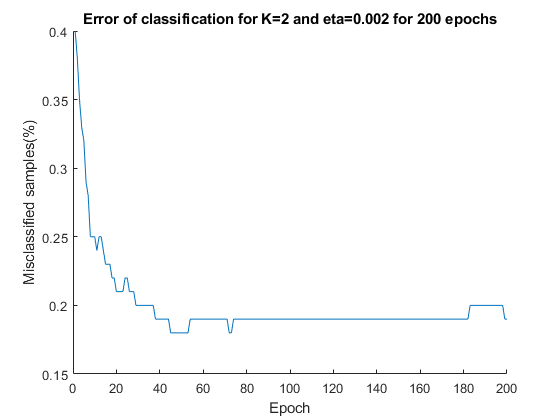 Error of classification for K=2 and eta=0.002 for 200 epochs
0.4
0.35
0.3
0.25
0.2
0.15
Misclassified samples(%)
0 20 40 60 80 100 120 140 160 180 200
Epoch